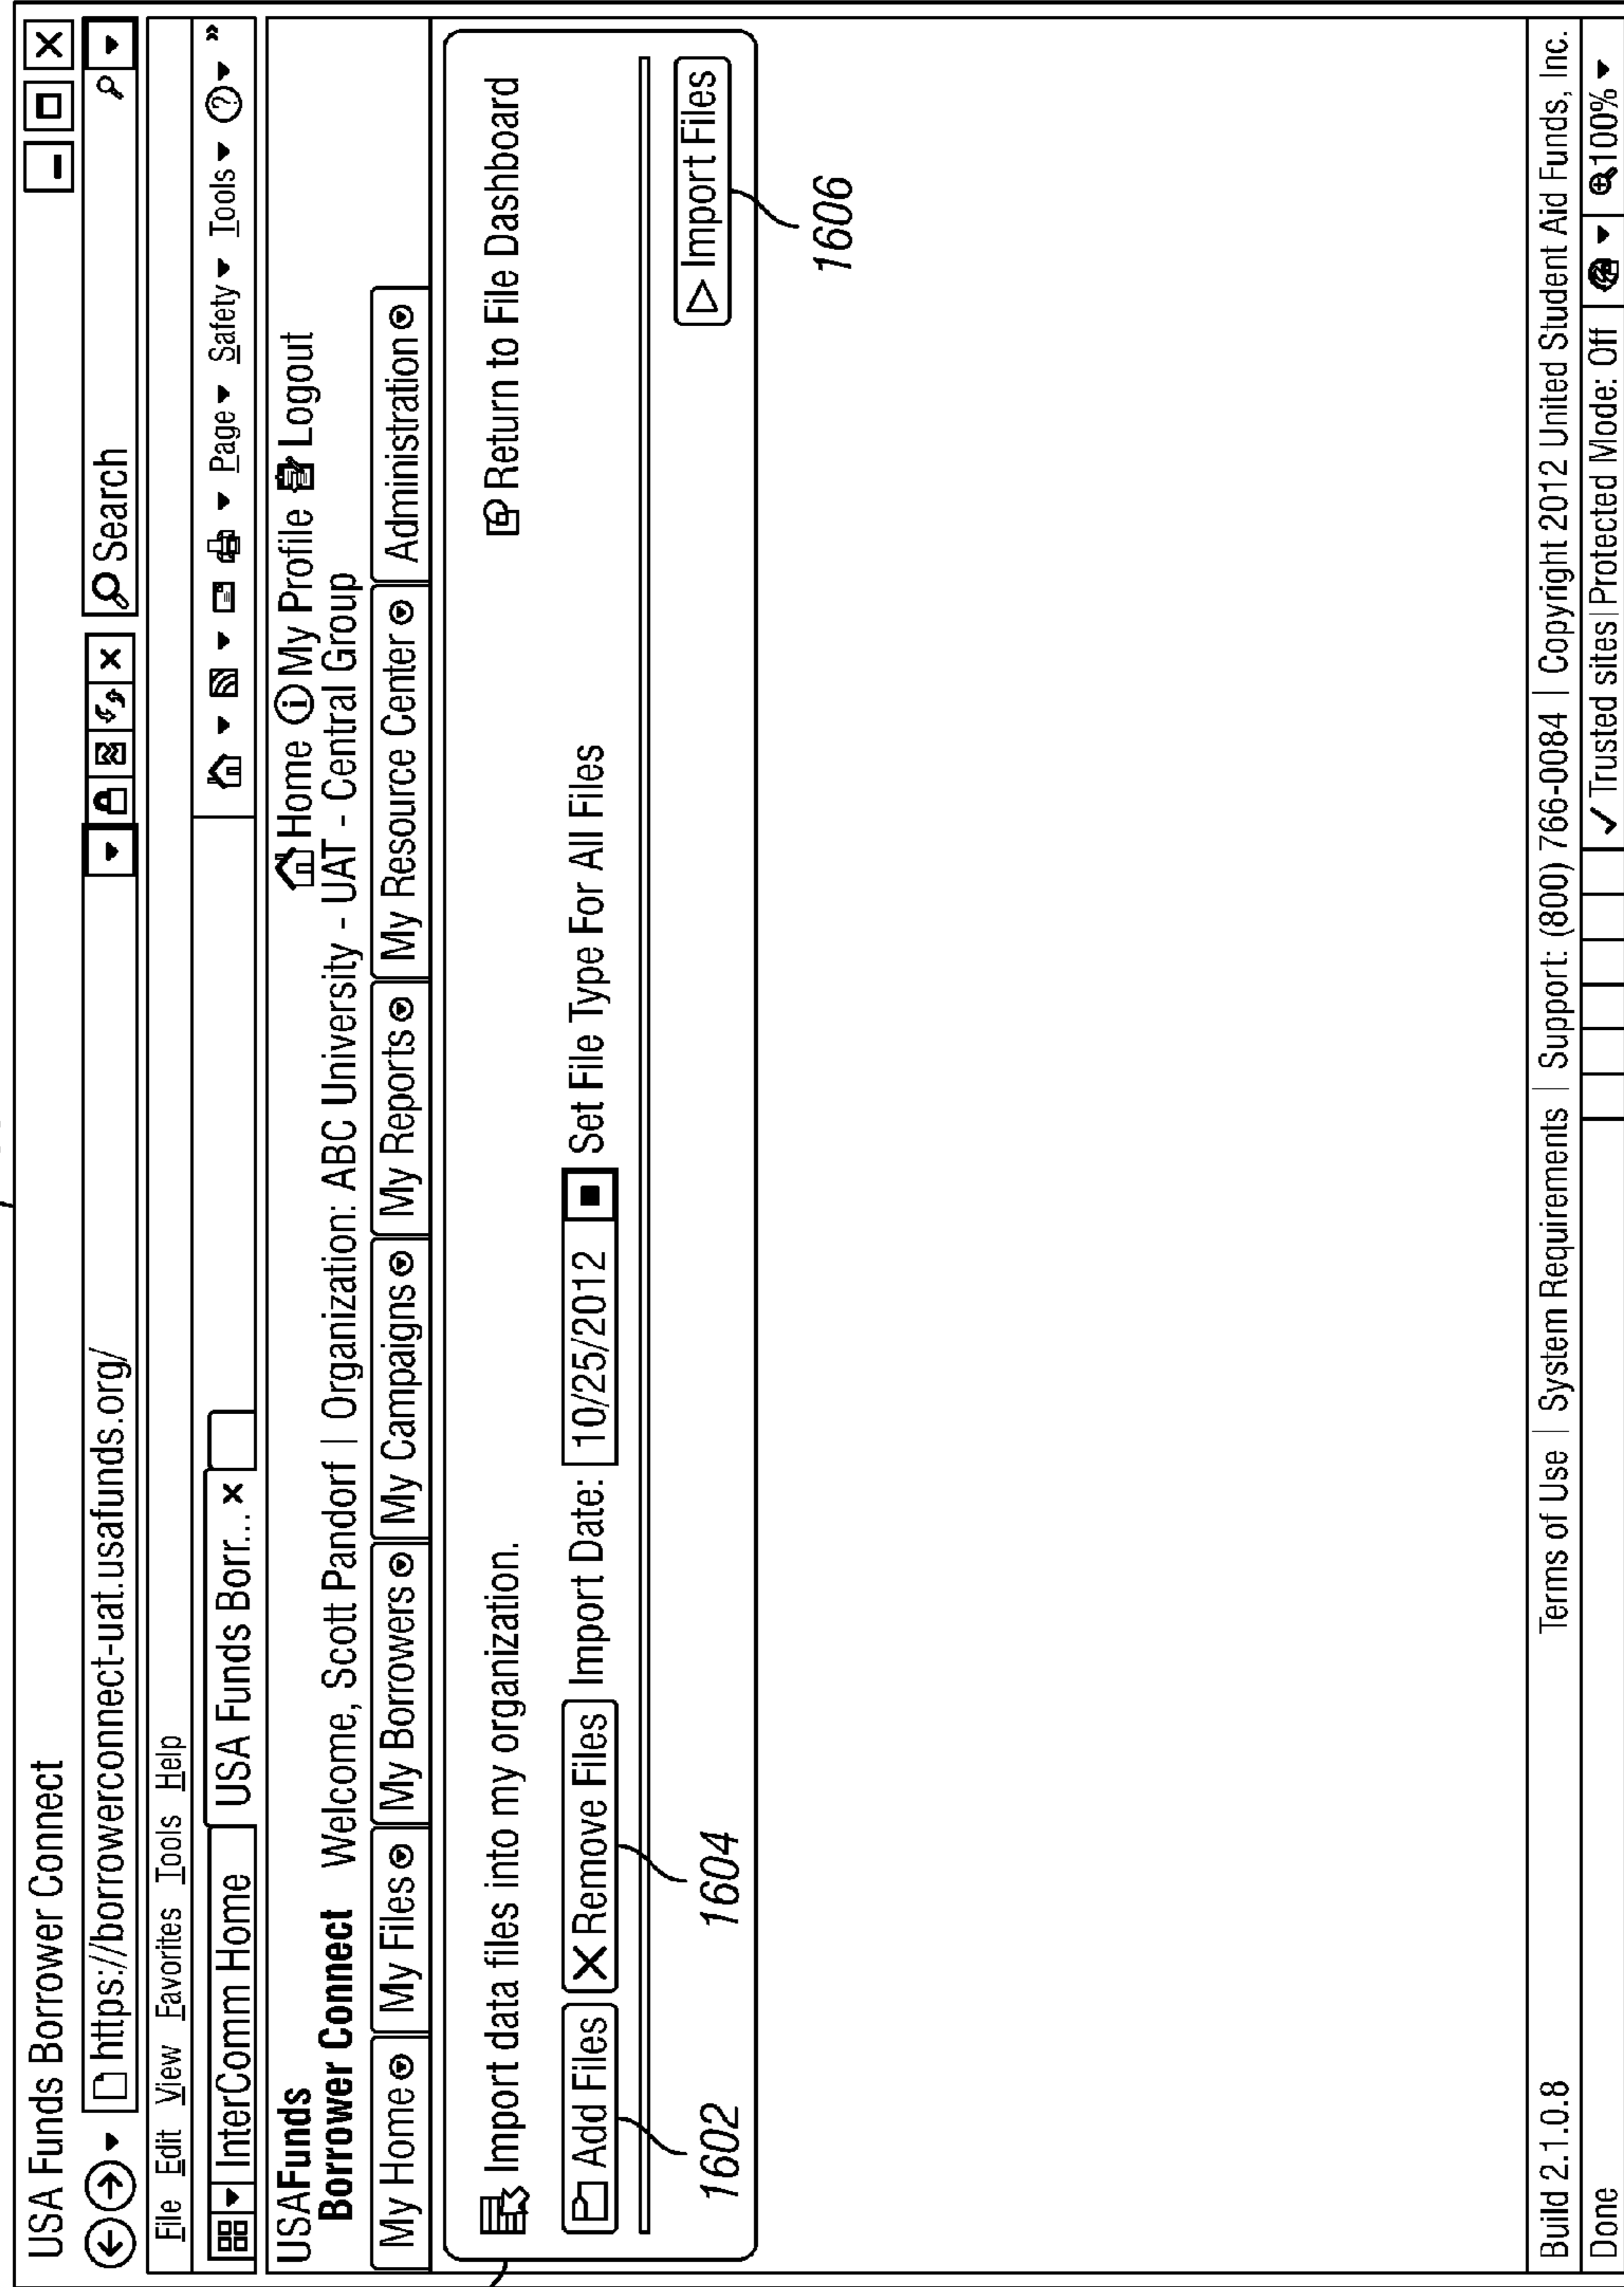 USA Funds Borrower Connect
https://borrowerconnect-uat.usafunds.org/
Search
File Edit View Favorites Tools Help
InterComm Home
USA Funds Borr...
Page Safety Tools
USAFunds
Borrower Connect
Home My Profile Logout
Welcome, Scott Pandorf | Organization: ABC University - UAT - Central Group
My Home My Files My Borrowers My Campaigns My Reports My Resource Center Administration
Import data files into my organization.
Return to File Dashboard
Add Files Remove Files Import Date: 10/25/2012 Set File Type For All Files
Import Files
1602
1604
1606
Build 2.1.0.8
Terms of Use | System Requirements | Support: (800) 766-0084 | Copyright 2012 United Student Aid Funds, Inc.
Done
Trusted sites | Protected Mode: Off
100%